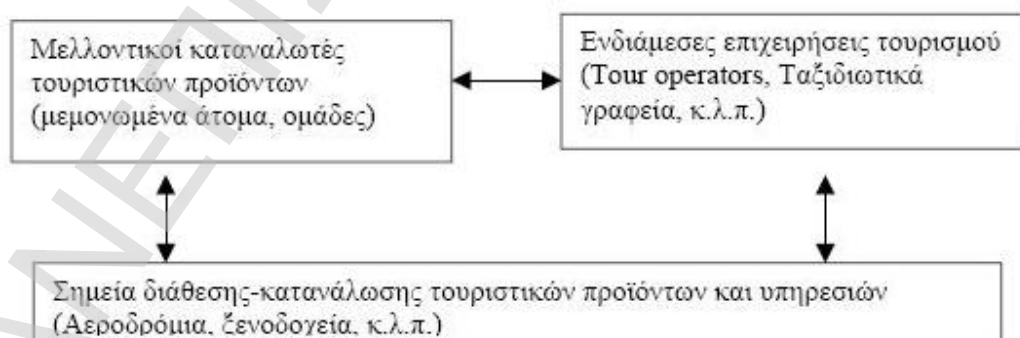 Μελλοντικοί καταναλωτές
τουριστικών προϊόντων
(μεμονωμένα άτομα, ομάδες)
Ενδιάμεσες επιχειρήσεις τουρισμού
(Tour operators, Ταξιδιωτικά
γραφεία, κ.λ.π.)
Σημεία διάθεσης-κατανάλωσης τουριστικών προϊόντων και υπηρεσιών
(Αεροδρόμια, ξενοδοχεία, κ.λ.π.)